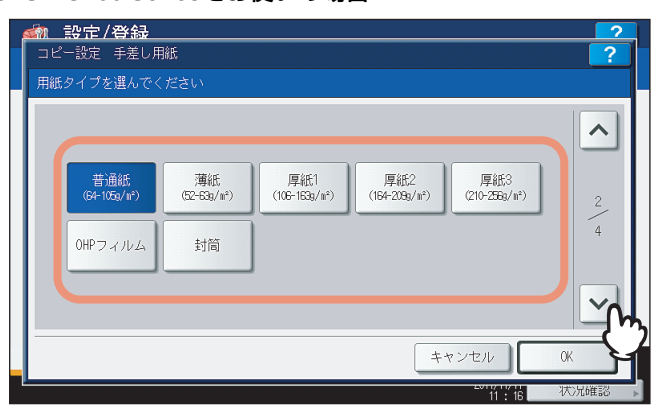 設定/登録
?
コピー設定 手差し用紙
?
用紙タイプを選んでください
普通紙
(64-105g/m²)
薄紙
(52-63g/m²)
厚紙1
(106-163g/m²)
厚紙2
(164-209g/m²)
厚紙3
(210-256g/m²)
OHPフィルム
封筒
2
4
キャンセル
OK
11 : 16
状況確認